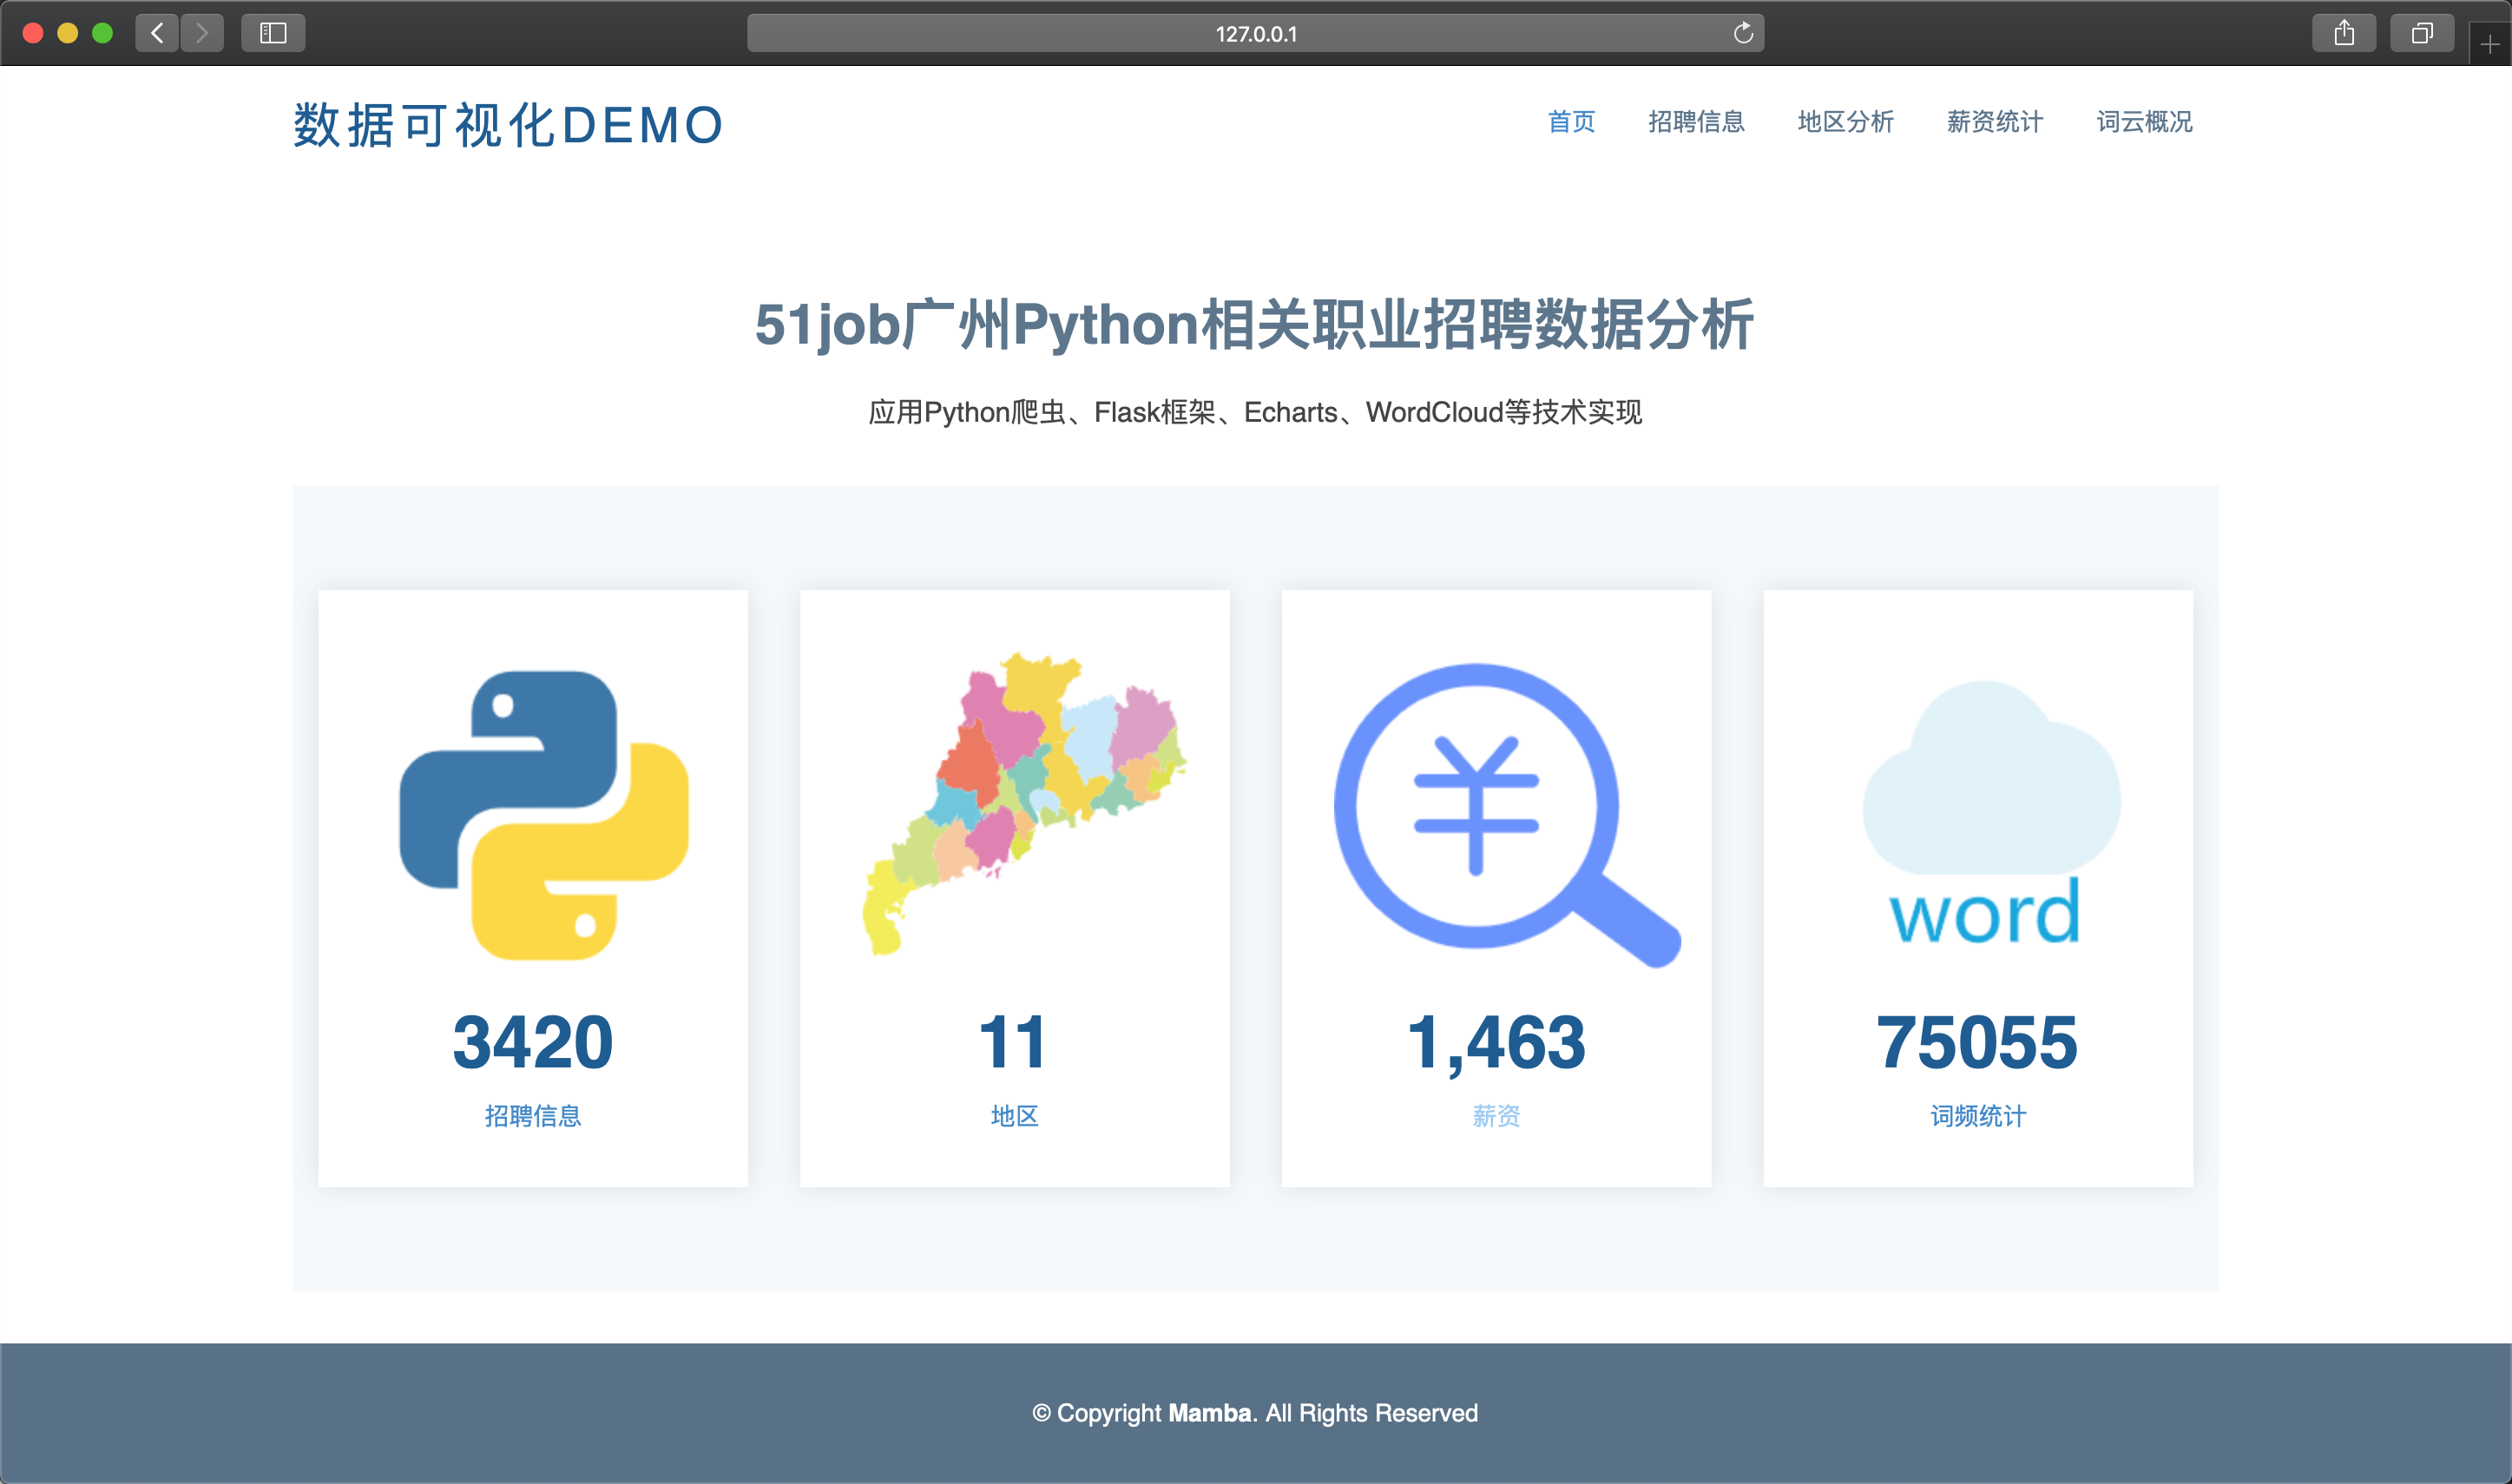 127.0.0.1
数据可视化DEMO
首页 招聘信息 地区分析 薪资统计 词云概况
51job广州Python相关职业招聘数据分析
应用Python爬虫、Flask框架、Echarts、WordCloud等技术实现
word
3420 11 1,463 75055
招聘信息 地区 薪资 词频统计
© Copyright Mamba. All Rights Reserved